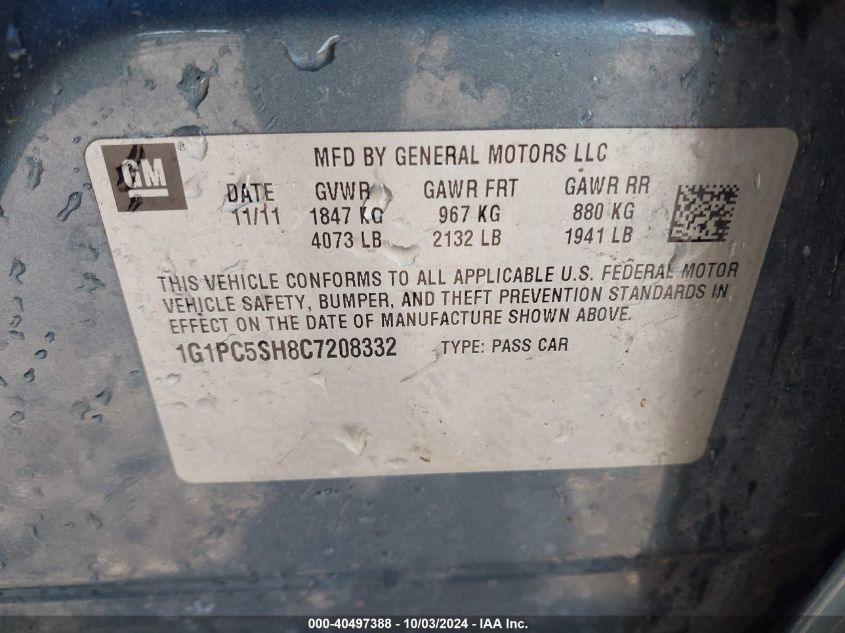 GM ®
MFD BY GENERAL MOTORS LLC
DATE GVWR GAWR FRT GAWR RR
11/11 1847 KG 967 KG 880 KG
4073 LB 2132 LB 1941 LB
THIS VEHICLE CONFORMS TO ALL APPLICABLE U.S. FEDERAL MOTOR
VEHICLE SAFETY, BUMPER, AND THEFT PREVENTION STANDARDS IN
EFFECT ON THE DATE OF MANUFACTURE SHOWN ABOVE.
1G1PC5SH8C7208332 TYPE: PASS CAR
000-40497388 - 10/03/2024 - IAA Inc.